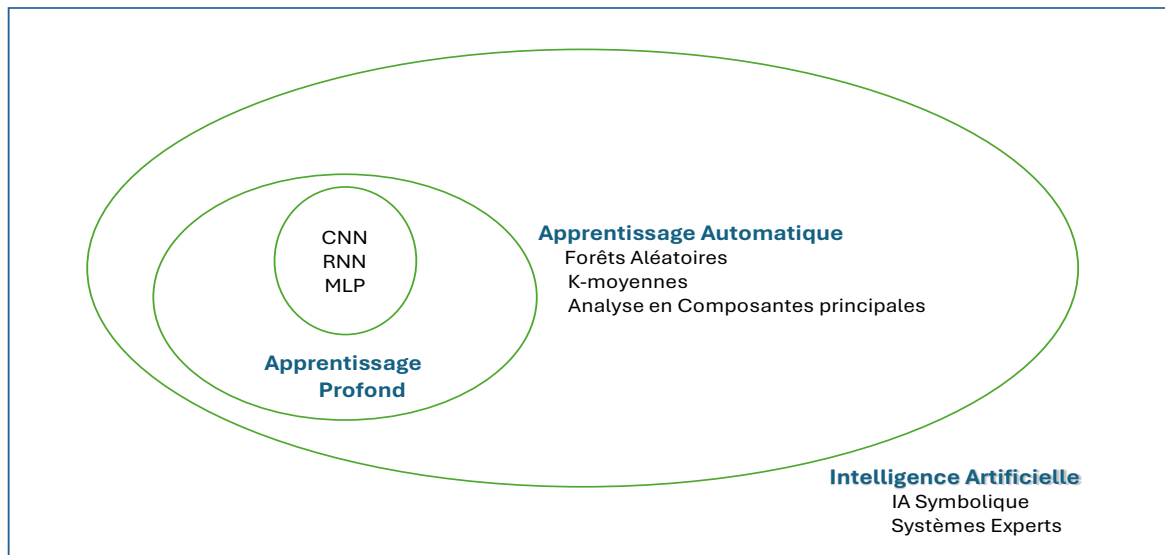 CNN
RNN
MLP
Apprentissage
Profond
Apprentissage Automatique
Forêts Aléatoires
K-moyennes
Analyse en Composantes principales
Intelligence Artificielle
IA Symbolique
Systèmes Experts